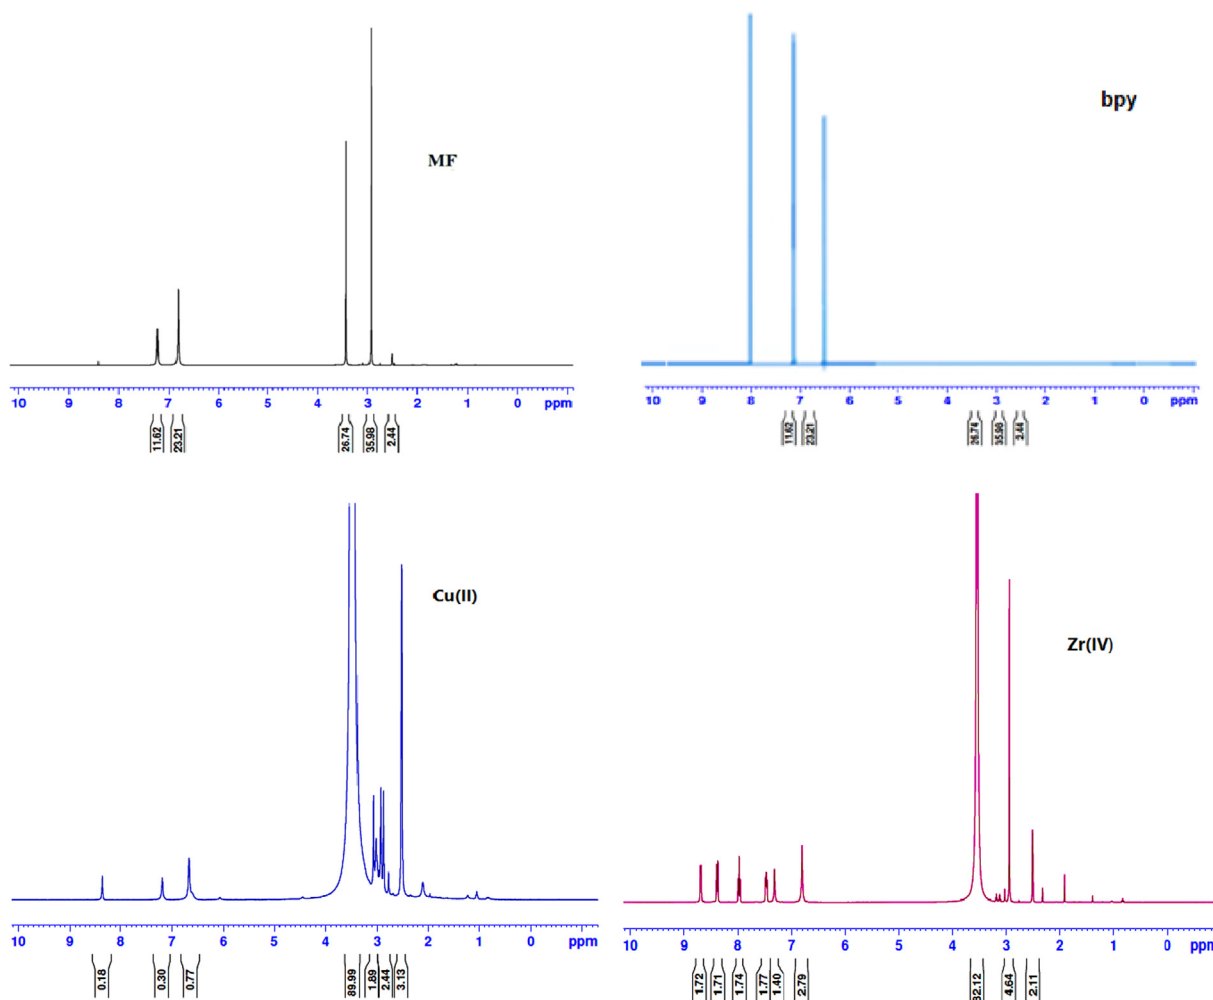 MF
10 9 8 7 6 5 4 3 2 1 0 ppm
11.62 23.21 26.74 35.98 2.44
bpy
10 9 8 7 6 5 4 3 2 1 0 ppm
11.62 23.21 26.74 35.98 2.44
Cu(II)
10 9 8 7 6 5 4 3 2 1 0 ppm
0.18 0.30 0.77 89.99 1.89 2.44 3.13
Zr(IV)
10 9 8 7 6 5 4 3 2 1 0 ppm
1.72 1.71 1.74 1.77 1.40 2.79 4.64 2.11